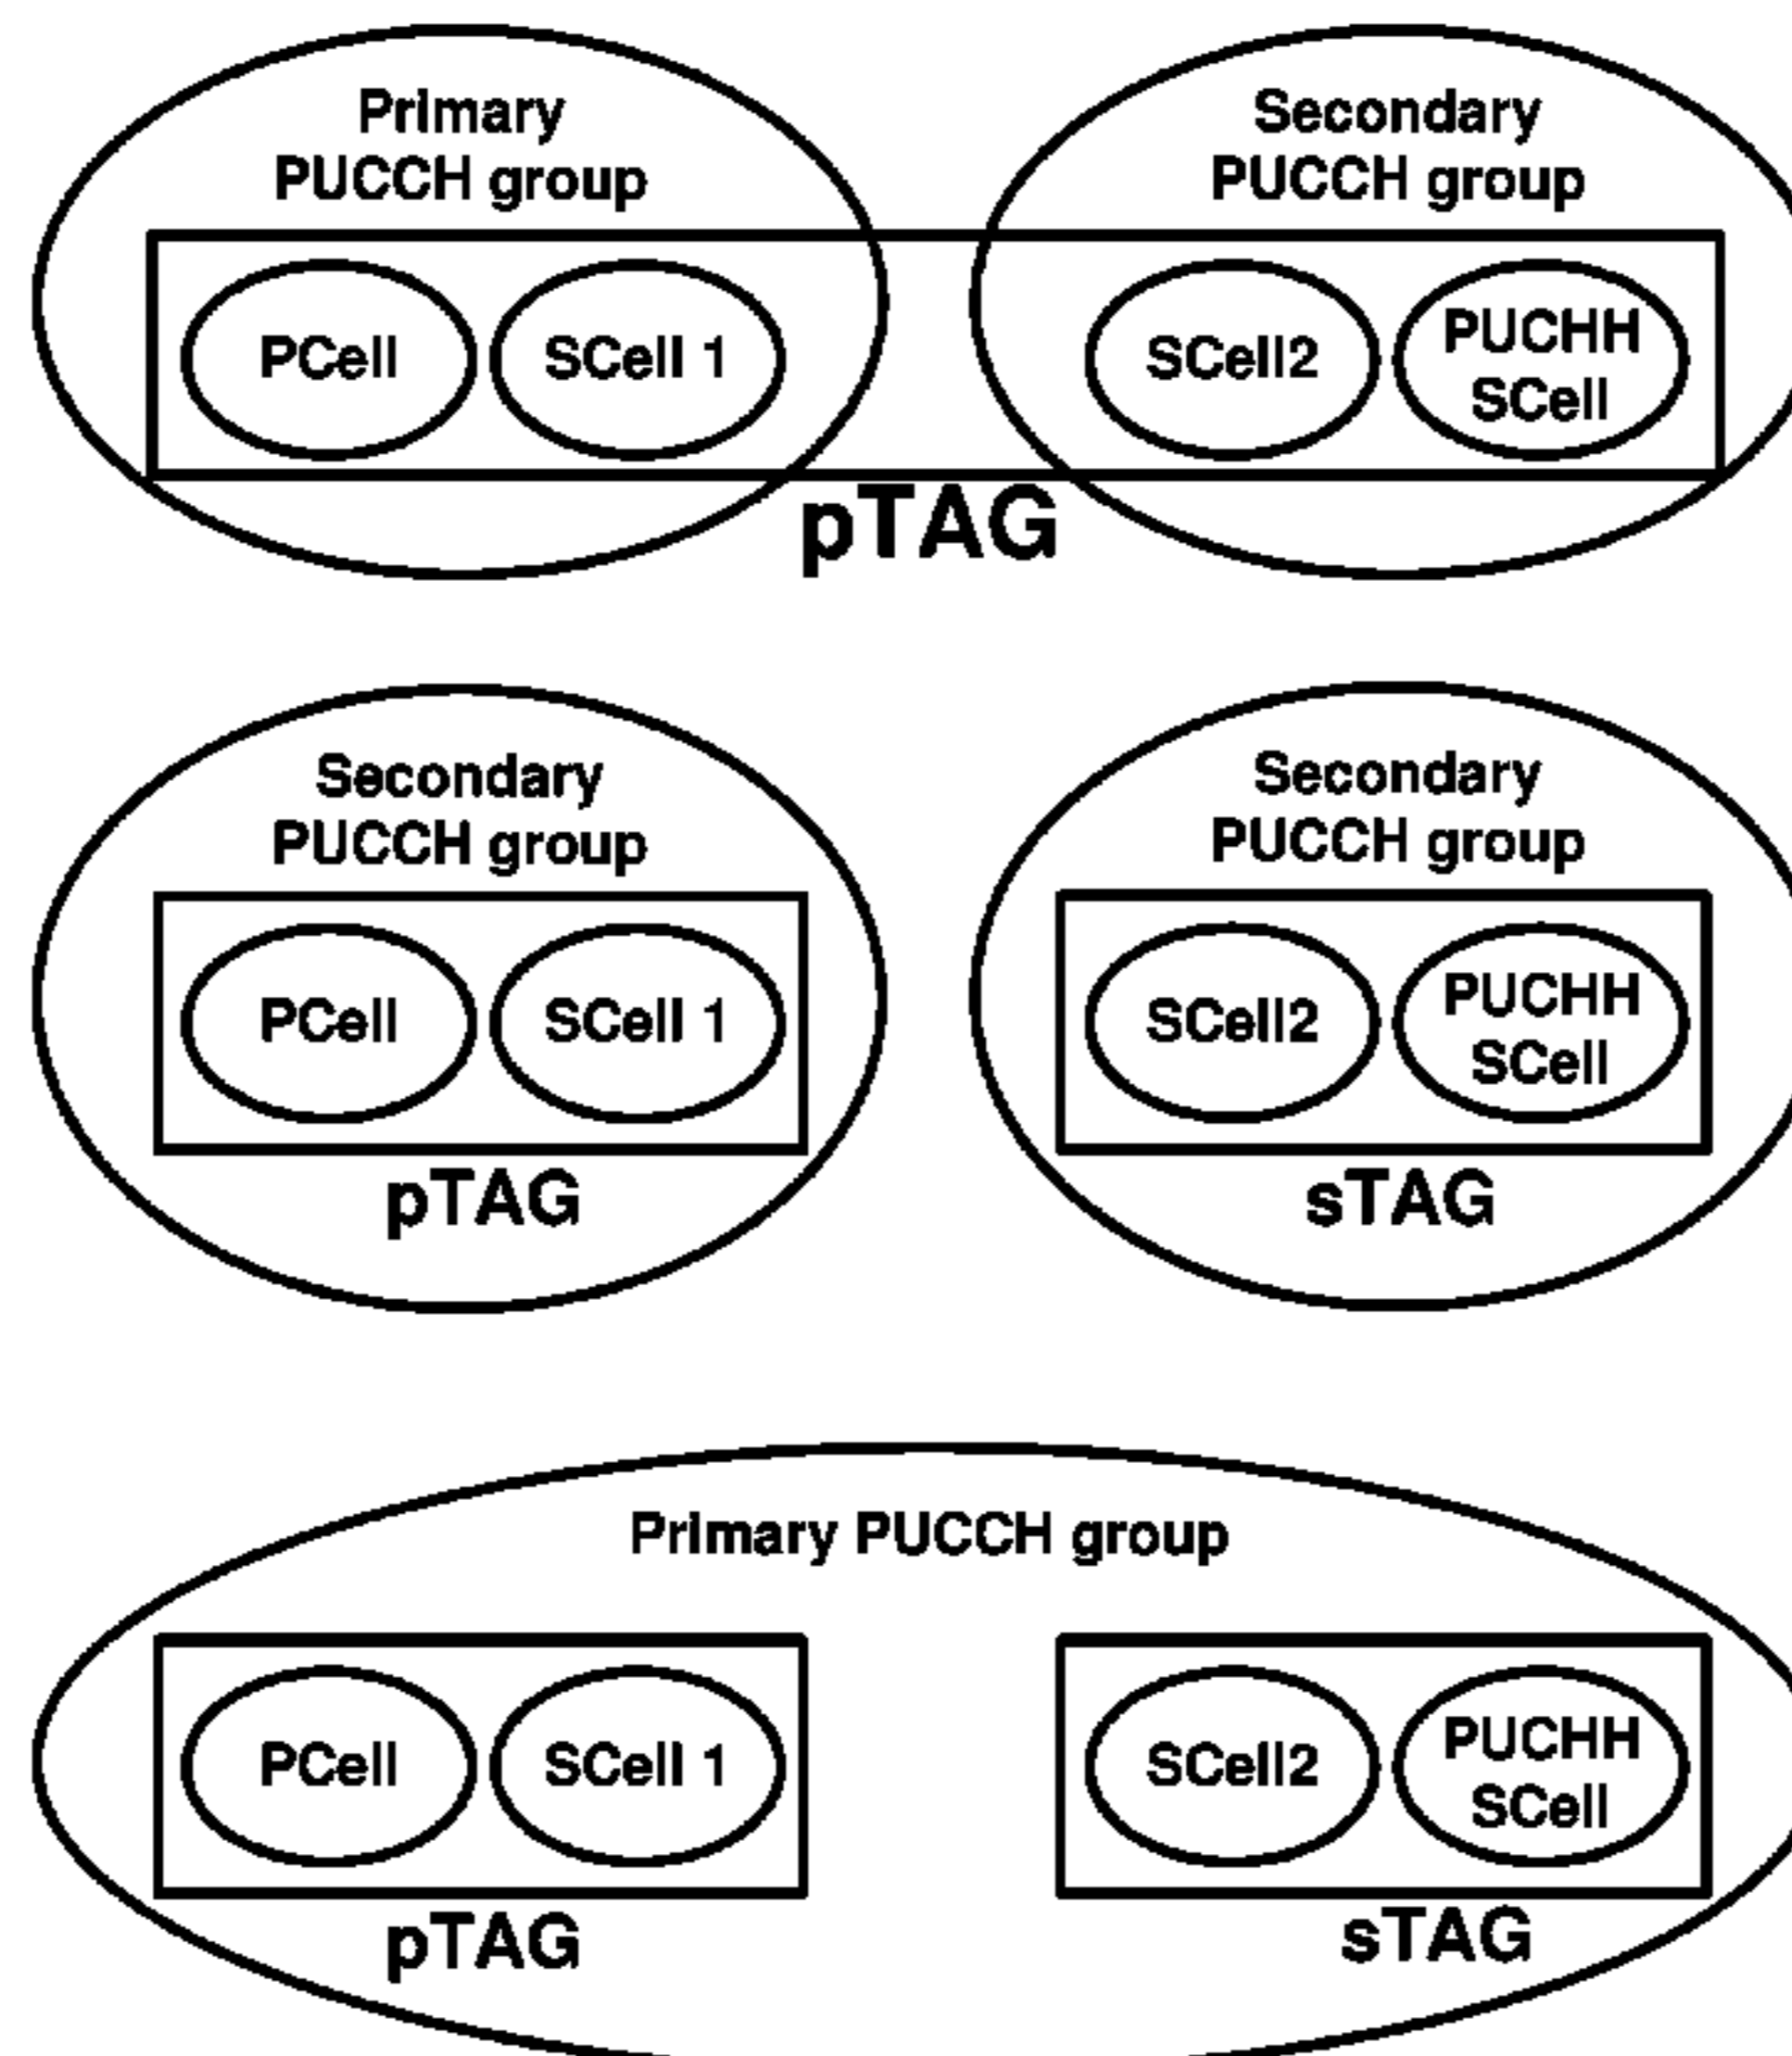 Primary
PUCCH group
Secondary
PUCCH group
PCell
SCell 1
SCell2
PUCHH
SCell
pTAG
Secondary
PUCCH group
Secondary
PUCCH group
PCell
SCell 1
SCell2
PUCHH
SCell
pTAG
sTAG
Primary PUCCH group
PCell
SCell 1
SCell2
PUCHH
SCell
pTAG
sTAG